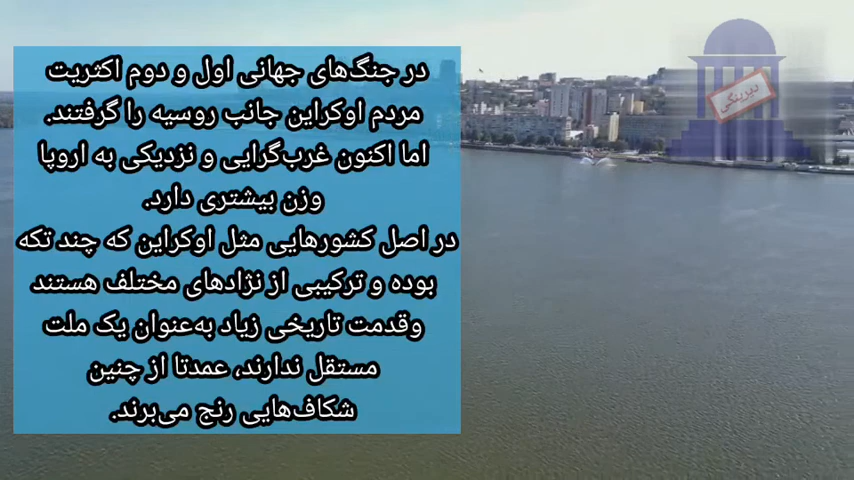 در جنگ‌های جهانی اول و دوم اکثریت
مردم اوکراین جانب روسیه را گرفتند.
اما اکنون غرب‌گرایی و نزدیکی به اروپا
وزن بیشتری دارد.
در اصل کشورهایی مثل اوکراین که چند تکه
بوده و ترکیبی از نژادهای مختلف هستند
وقدمت تاریخی زیاد به‌عنوان یک ملت
مستقل ندارند، عمدتا از چنین
شکاف‌هایی رنج می‌برند.
دیرینگی